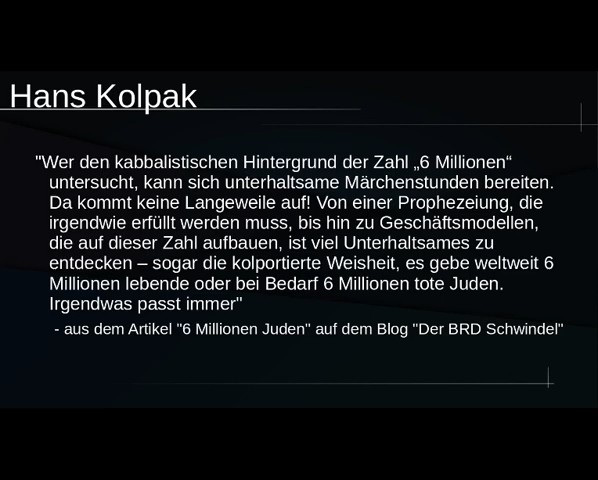 Hans Kolpak
"Wer den kabbalistischen Hintergrund der Zahl „6 Millionen“
untersucht, kann sich unterhaltsame Märchenstunden bereiten.
Da kommt keine Langeweile auf! Von einer Prophezeiung, die
irgendwie erfüllt werden muss, bis hin zu Geschäftsmodellen,
die auf dieser Zahl aufbauen, ist viel Unterhaltsames zu
entdecken – sogar die kolportierte Weisheit, es gebe weltweit 6
Millionen lebende oder bei Bedarf 6 Millionen tote Juden.
Irgendwas passt immer"
- aus dem Artikel "6 Millionen Juden" auf dem Blog "Der BRD Schwindel"